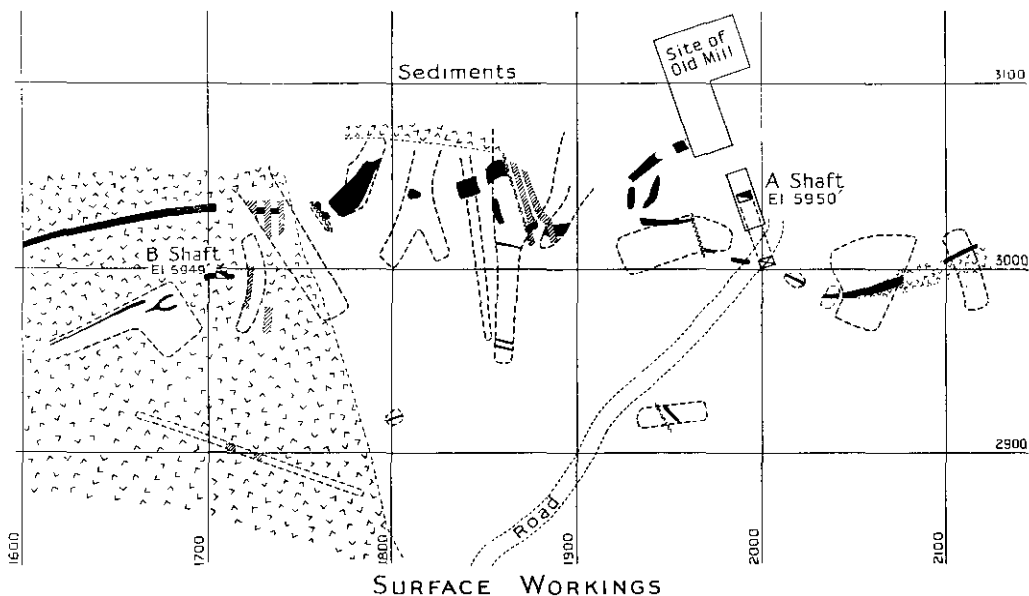 Site of
Old Mill
Sediments
3100
A Shaft
El 5950'
B Shaft
El 5949'
3000
2900
Road
1600
1700
1800
1900
2000
2100
SURFACE WORKINGS